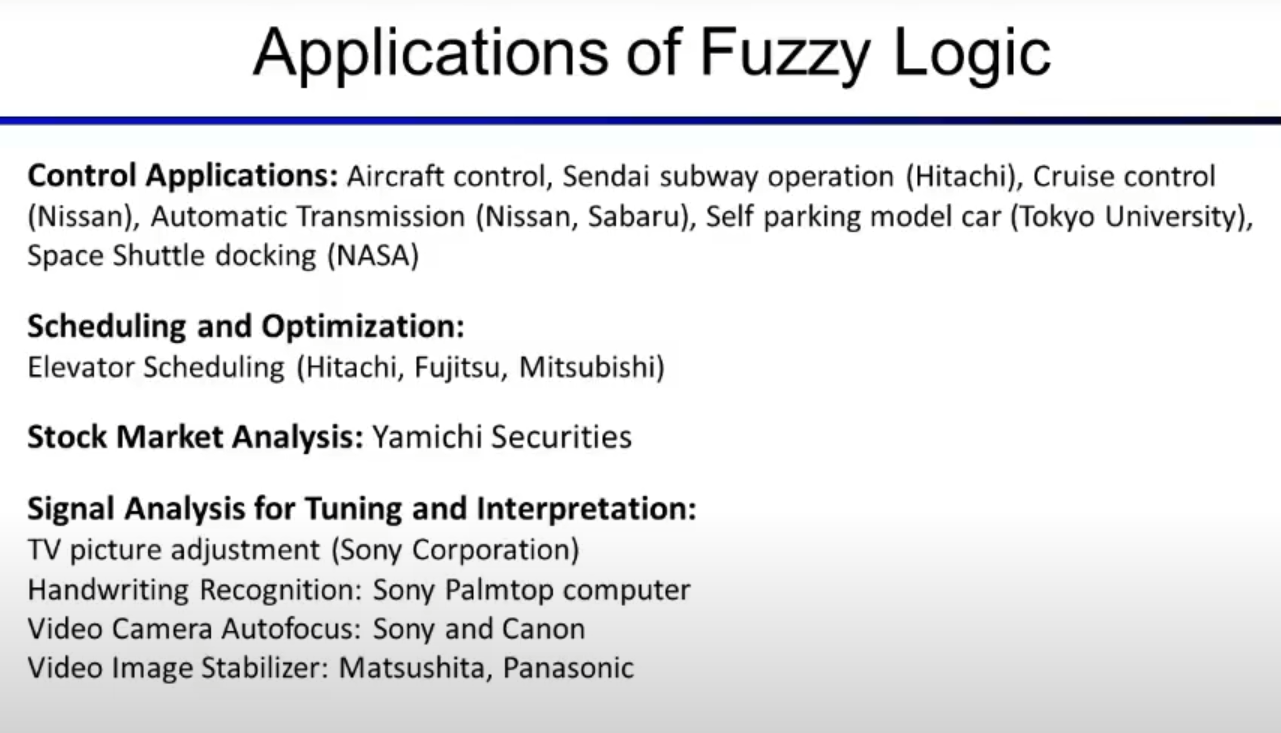 Applications of Fuzzy Logic
Control Applications: Aircraft control, Sendai subway operation (Hitachi), Cruise control
(Nissan), Automatic Transmission (Nissan, Sabaru), Self parking model car (Tokyo University),
Space Shuttle docking (NASA)
Scheduling and Optimization:
Elevator Scheduling (Hitachi, Fujitsu, Mitsubishi)
Stock Market Analysis: Yamichi Securities
Signal Analysis for Tuning and Interpretation:
TV picture adjustment (Sony Corporation)
Handwriting Recognition: Sony Palmtop computer
Video Camera Autofocus: Sony and Canon
Video Image Stabilizer: Matsushita, Panasonic